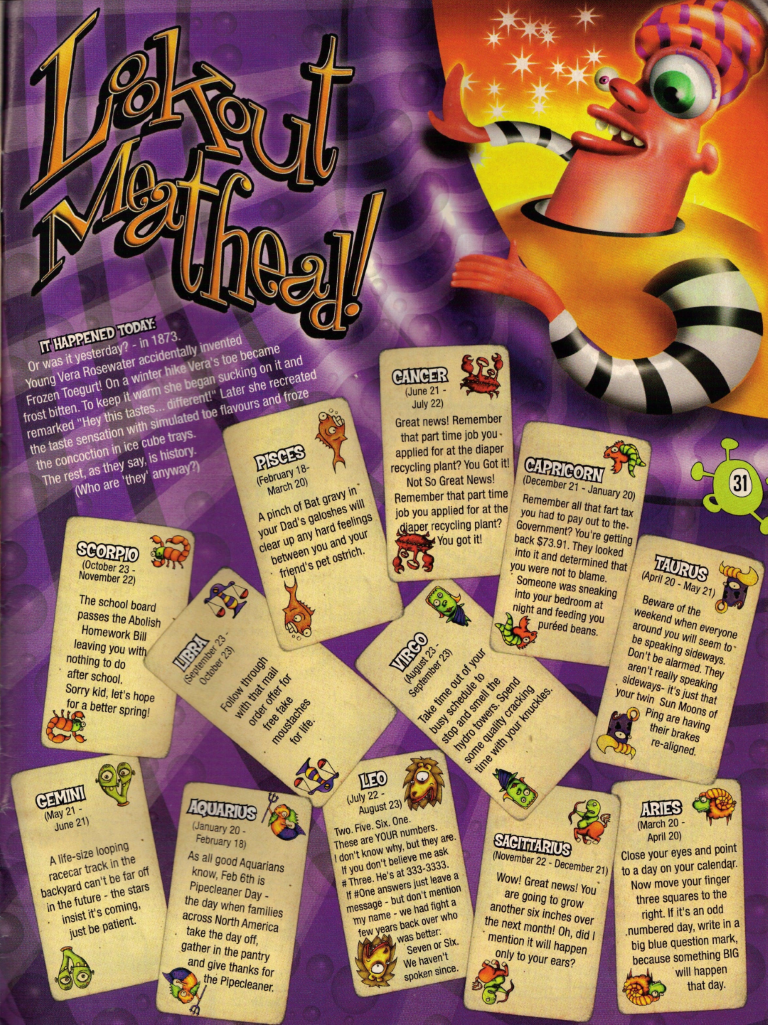 Lookout
Meathead!
IT HAPPENED TODAY:
Or was it yesterday? - in 1873.
Young Vera Rosewater accidentally invented
Frozen Toegurt! On a winter hike Vera's toe became
frost bitten. To keep it warm she began sucking on it and
remarked "Hey this tastes... different!" Later she recreated
the taste sensation with simulated toe flavours and froze
the concoction in ice cube trays.
The rest, as they say, is history.
(Who are 'they' anyway?)
CANCER
(June 21 -
July 22)
Great news! Remember
that part time job you
applied for at the diaper
recycling plant? You Got it!
Not So Great News!
Remember that part time
job you applied for at the
diaper recycling plant?
You got it!
PISCES
(February 18-
March 20)
A pinch of Bat gravy in
your Dad's galoshes will
clear up any hard feelings
between you and your
friend's pet ostrich.
CAPRICORN
(December 21 - January 20)
Remember all that fart tax
you had to pay out to the
Government? You're getting
back $73.91. They looked
into it and determined that
you were not to blame.
Someone was sneaking
into your bedroom at
night and feeding you
puréed beans.
31
SCORPIO
(October 23 -
November 22)
The school board
passes the Abolish
Homework Bill
leaving you with
nothing to do
after school.
Sorry kid, let's hope
for a better spring!
LIBRA
(September 23 -
October 23)
Follow through
with that mail
order offer for
free take
moustaches
for life.
VIRGO
(August 23 -
September 23)
Take time out of your
busy schedule to
stop and smell the
hydro towers. Spend
some quality cracking
time with your knuckles.
TAURUS
(April 20 - May 21)
Beware of the
weekend when everyone
around you will seem to
be speaking sideways.
Don't be alarmed. They
aren't really speaking
sideways - it's just that
your twin Sun Moons of
Ping are having
their brakes
re-aligned.
GEMINI
(May 21 -
June 21)
A life-size looping
racecar track in the
backyard can't be far off
in the future - the stars
insist it's coming,
just be patient.
AQUARIUS
(January 20 -
February 18)
As all good Aquarians
know, Feb 6th is
Pipecleaner Day -
the day when families
across North America
take the day off,
gather in the pantry
and give thanks for
the Pipecleaner.
LEO
(July 22 -
August 23)
Two. Five. Six. One.
These are YOUR numbers.
I don't know why, but they are.
If you don't believe me ask
# Three. He's at 333-3333.
If #One answers just leave a
message - but don't mention
my name - we had a fight a
few years back over who
was better:
Seven or Six.
We haven't
spoken since.
SAGITTARIUS
(November 22 - December 21)
Wow! Great news! You
are going to grow
another six inches over
the next month! Oh, did I
mention it will happen
only to your ears?
ARIES
(March 20 -
April 20)
Close your eyes and point
to a day on your calendar.
Now move your finger
three squares to the
right. If it's an odd
numbered day, write in a
big blue question mark,
because something BIG
will happen
that day.